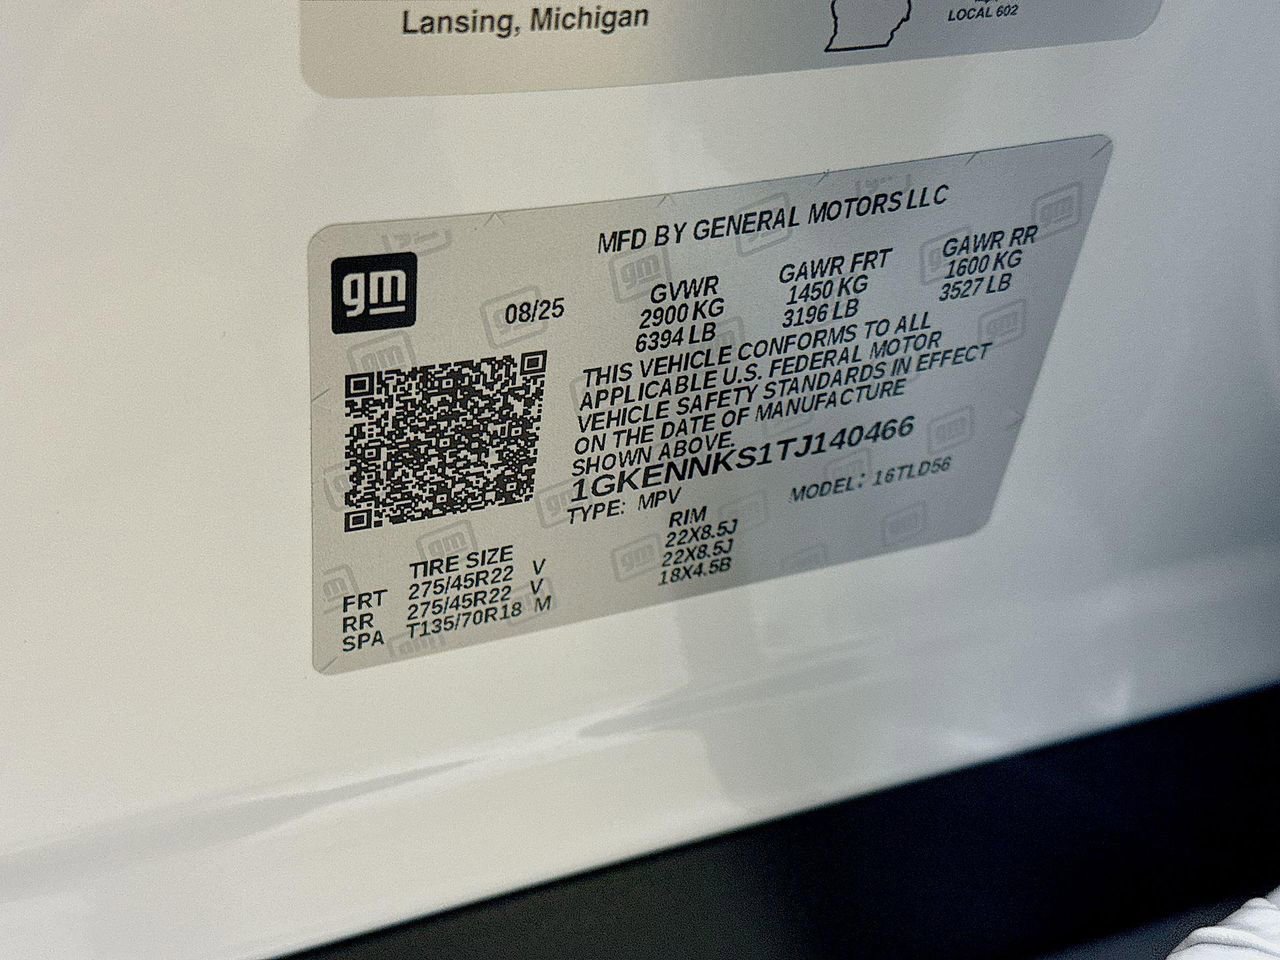 Lansing, Michigan
LOCAL 602
gm
MFD BY GENERAL MOTORS LLC
08/25
GVWR GAWR FRT GAWR RR
2900 KG 1450 KG 1600 KG
6394 LB 3196 LB 3527 LB
THIS VEHICLE CONFORMS TO ALL
APPLICABLE U.S. FEDERAL MOTOR
VEHICLE SAFETY STANDARDS IN EFFECT
ON THE DATE OF MANUFACTURE
SHOWN ABOVE.
1GKENNKS1TJ140466
TYPE: MPV MODEL: 16TLD56
TIRE SIZE RIM
FRT 275/45R22 V 22X8.5J
RR 275/45R22 V 22X8.5J
SPA T135/70R18 M 18X4.5B